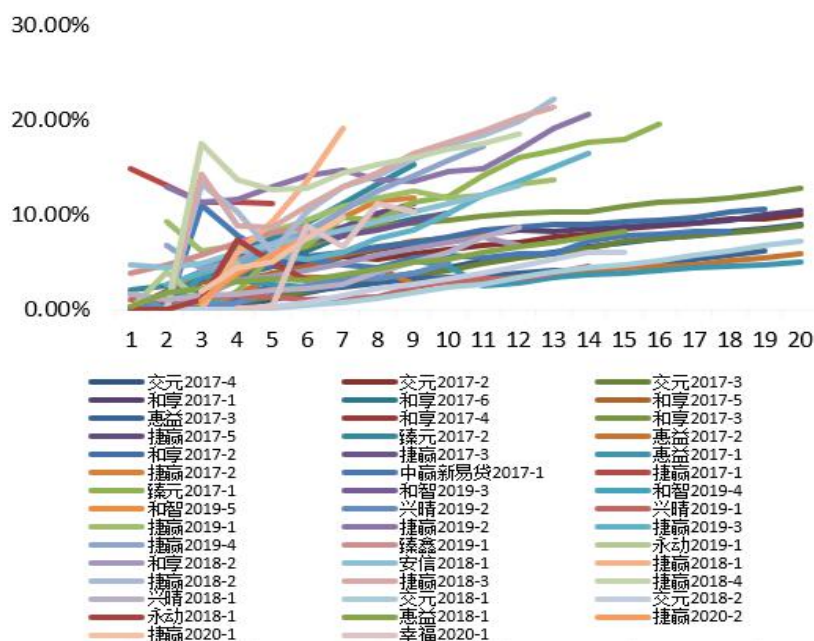 30.00%
20.00%
10.00%
0.00%
1 2 3 4 5 6 7 8 9 10 11 12 13 14 15 16 17 18 19 20
交元2017-4 交元2017-2 交元2017-3
和享2017-1 和享2017-6 和享2017-5
惠益2017-3 和享2017-4 和享2017-3
捷赢2017-5 臻元2017-2 惠益2017-2
和享2017-2 捷赢2017-3 惠益2017-1
捷赢2017-2 中赢新易贷2017-1 捷赢2017-1
臻元2017-1 和智2019-3 和智2019-4
和智2019-5 兴晴2019-2 兴晴2019-1
捷赢2019-1 捷赢2019-2 捷赢2019-3
捷赢2019-4 臻鑫2019-1 永动2019-1
和享2018-2 安信2018-1 捷赢2018-1
捷赢2018-2 捷赢2018-3 捷赢2018-4
兴晴2018-1 交元2018-1 交元2018-2
永动2018-1 惠益2018-1 捷赢2020-2
捷赢2020-1 幸福2020-1